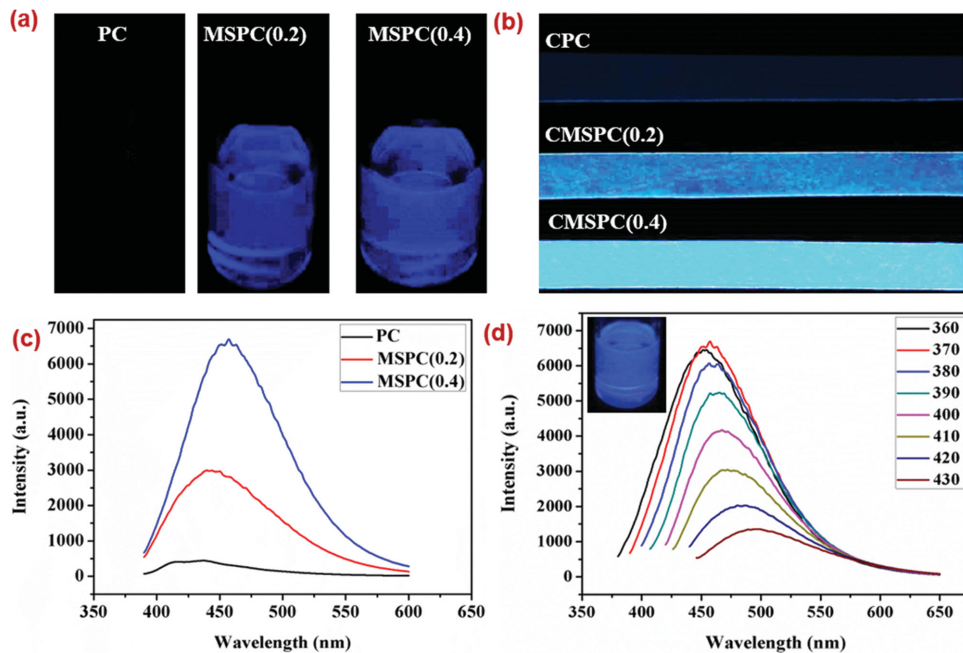 (a)
PC
MSPC(0.2)
MSPC(0.4)
(b)
CPC
CMSPC(0.2)
CMSPC(0.4)
(c)
7000
6000
5000
4000
3000
2000
1000
0
Intensity (a.u.)
350
400
450
500
550
600
650
Wavelength (nm)
PC
MSPC(0.2)
MSPC(0.4)
(d)
7000
6000
5000
4000
3000
2000
1000
0
Intensity (a.u.)
350
400
450
500
550
600
650
Wavelength (nm)
360
370
380
390
400
410
420
430